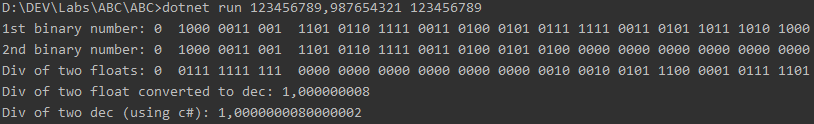 D:\DEV\Labs\ABC\ABC>dotnet run 123456789,987654321 123456789
1st binary number: 0  1000 0011 001  1101 0110 1111 0011 0100 0101 0111 1111 0011 0101 1011 1010 1000
2nd binary number: 0  1000 0011 001  1101 0110 1111 0011 0100 0101 0100 0000 0000 0000 0000 0000 0000
Div of two floats: 0  0111 1111 111  0000 0000 0000 0000 0000 0000 0000 0010 0010 0101 1100 0001 0111 1101
Div of two float converted to dec: 1,000000008
Div of two dec (using c#): 1,0000000080000002